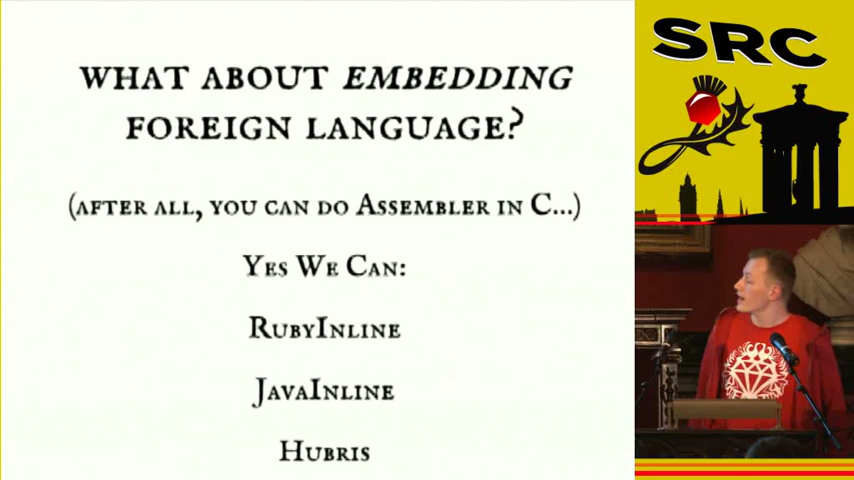 what about embedding
foreign language?
(after all, you can do Assembler in C...)
Yes We Can:
RubyInline
JavaInline
Hubris
SRC